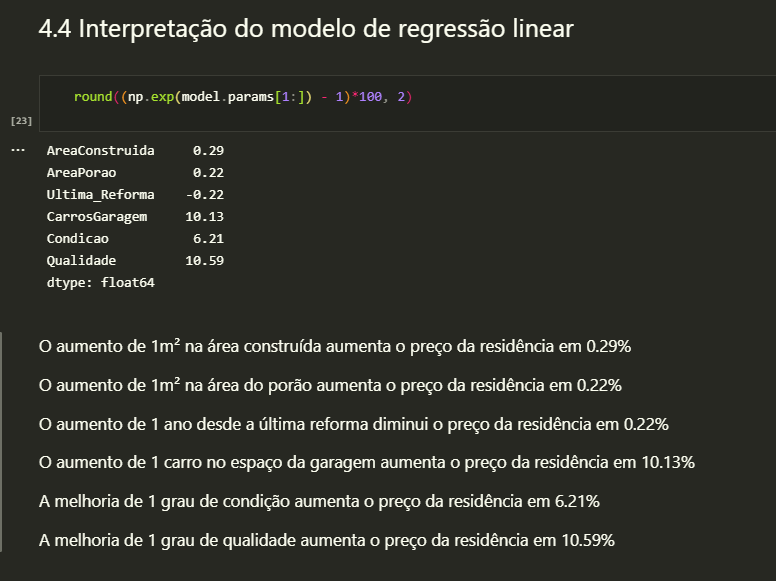 4.4 Interpretação do modelo de regressão linear
round((np.exp(model.params[1:]) - 1)*100, 2)
[23]
... AreaConstruida 0.29
AreaPorao 0.22
Ultima_Reforma -0.22
CarrosGaragem 10.13
Condicao 6.21
Qualidade 10.59
dtype: float64
O aumento de 1m² na área construída aumenta o preço da residência em 0.29%
O aumento de 1m² na área do porão aumenta o preço da residência em 0.22%
O aumento de 1 ano desde a última reforma diminui o preço da residência em 0.22%
O aumento de 1 carro no espaço da garagem aumenta o preço da residência em 10.13%
A melhoria de 1 grau de condição aumenta o preço da residência em 6.21%
A melhoria de 1 grau de qualidade aumenta o preço da residência em 10.59%